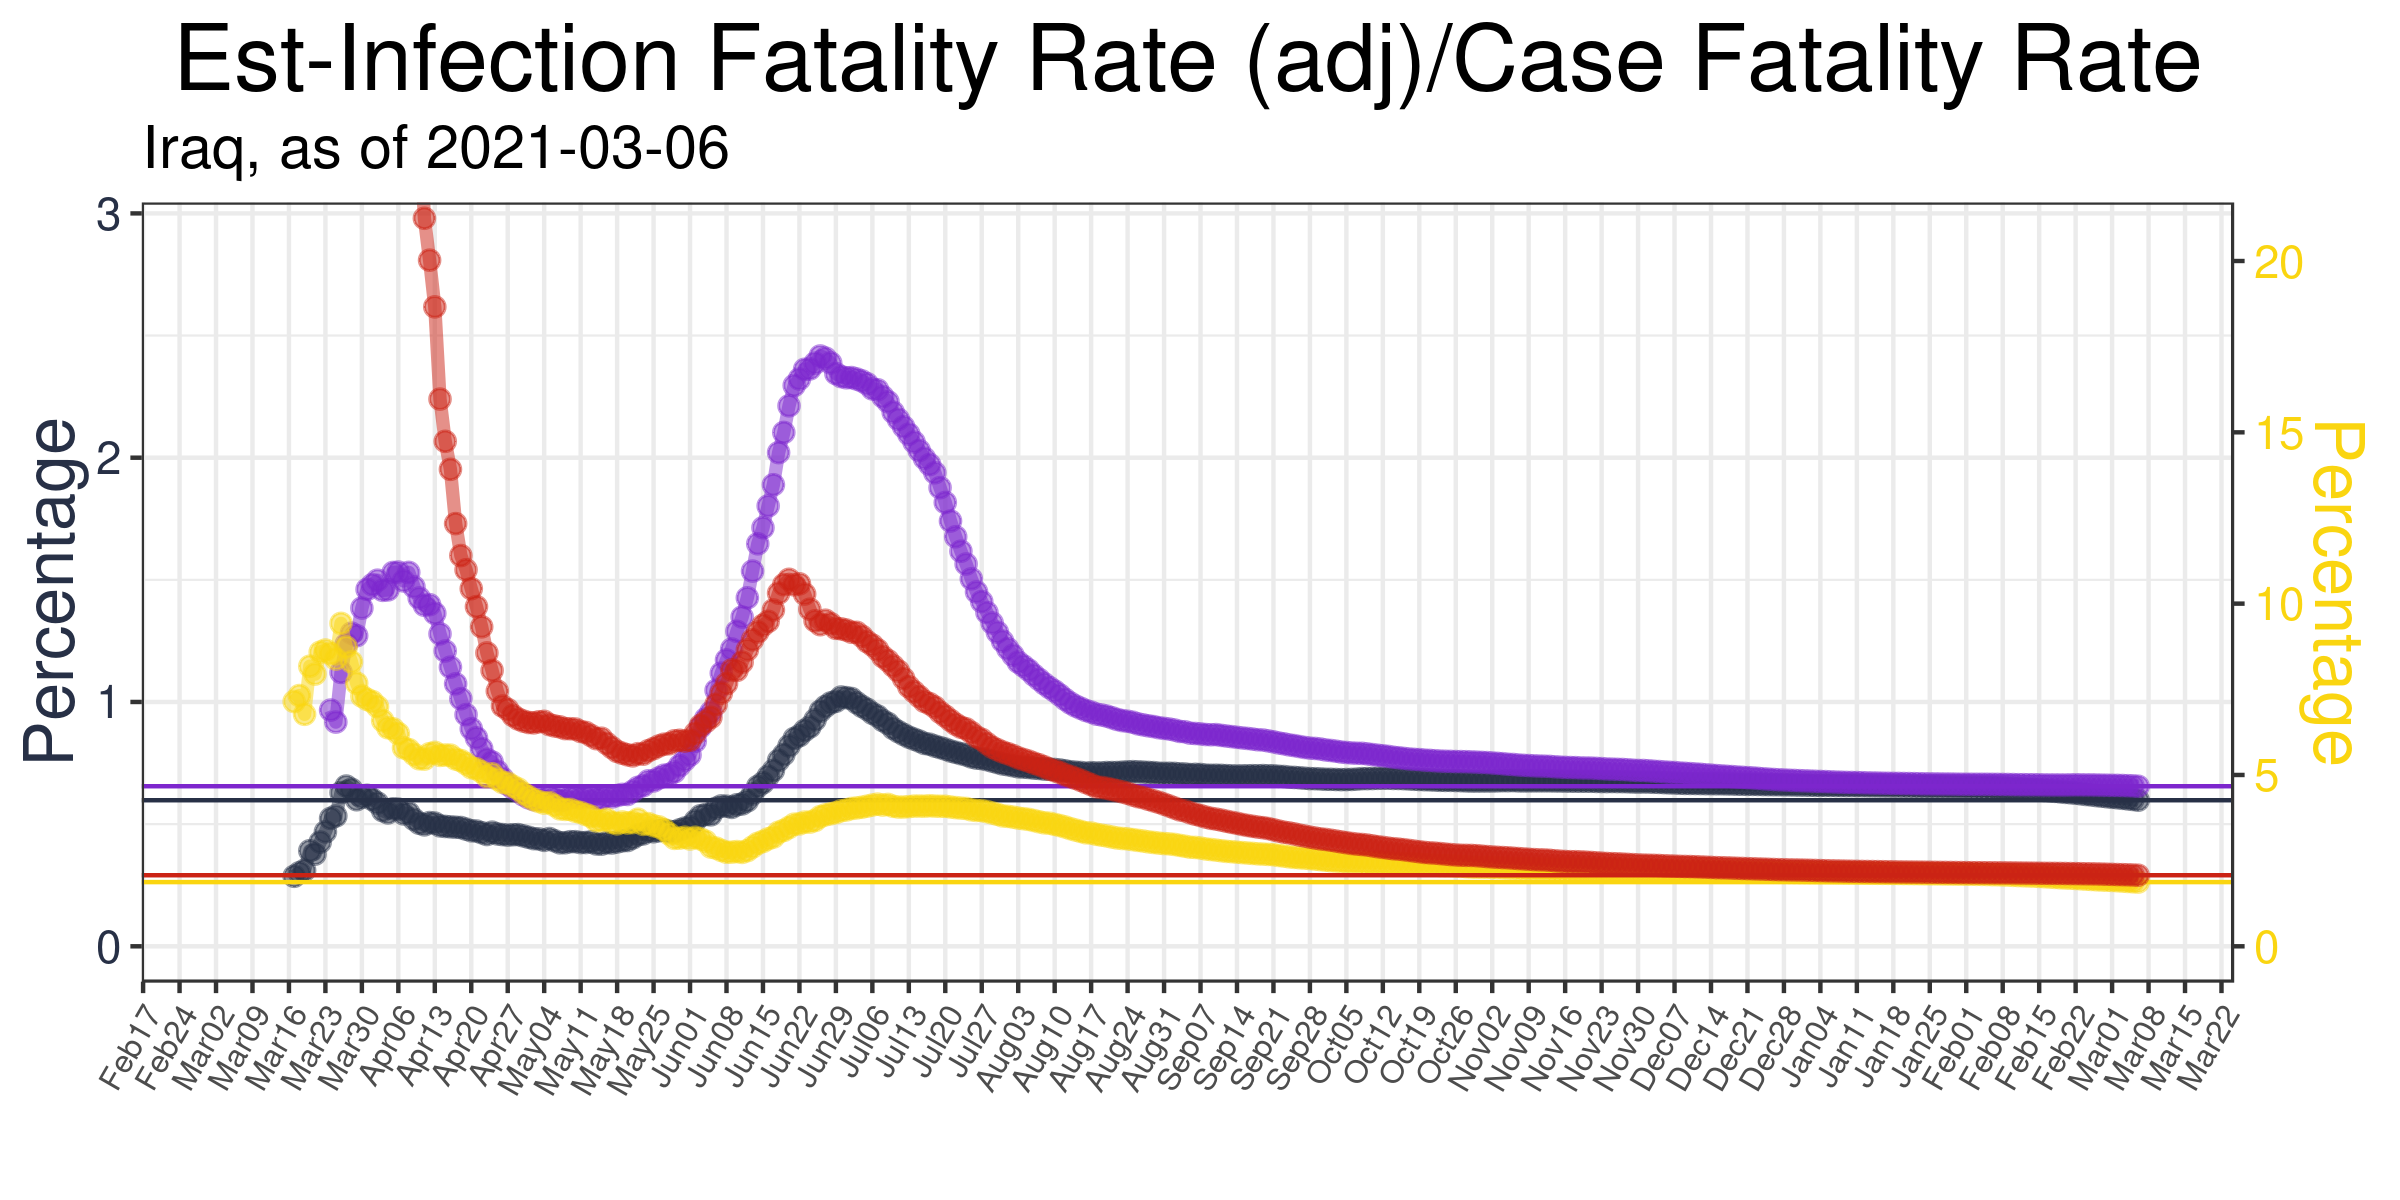 Est-Infection Fatality Rate (adj)/Case Fatality Rate
Iraq, as of 2021-03-06
Percentage
3
2
1
0
20
15
10
5
0
Percentage
Feb17
Feb24
Mar02
Mar09
Mar16
Mar23
Mar30
Apr06
Apr13
Apr20
Apr27
May04
May11
May18
May25
Jun01
Jun08
Jun15
Jun22
Jun29
Jul06
Jul13
Jul20
Jul27
Aug03
Aug10
Aug17
Aug24
Aug31
Sep07
Sep14
Sep21
Sep28
Oct05
Oct12
Oct19
Oct26
Nov02
Nov09
Nov16
Nov23
Nov30
Dec07
Dec14
Dec21
Dec28
Jan04
Jan11
Jan18
Jan25
Feb01
Feb08
Feb15
Feb22
Mar01
Mar08
Mar15
Mar22